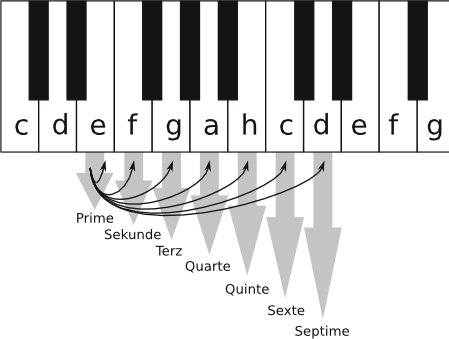 c d e f g a h c d e f g
Prime
Sekunde
Terz
Quarte
Quinte
Sexte
Septime